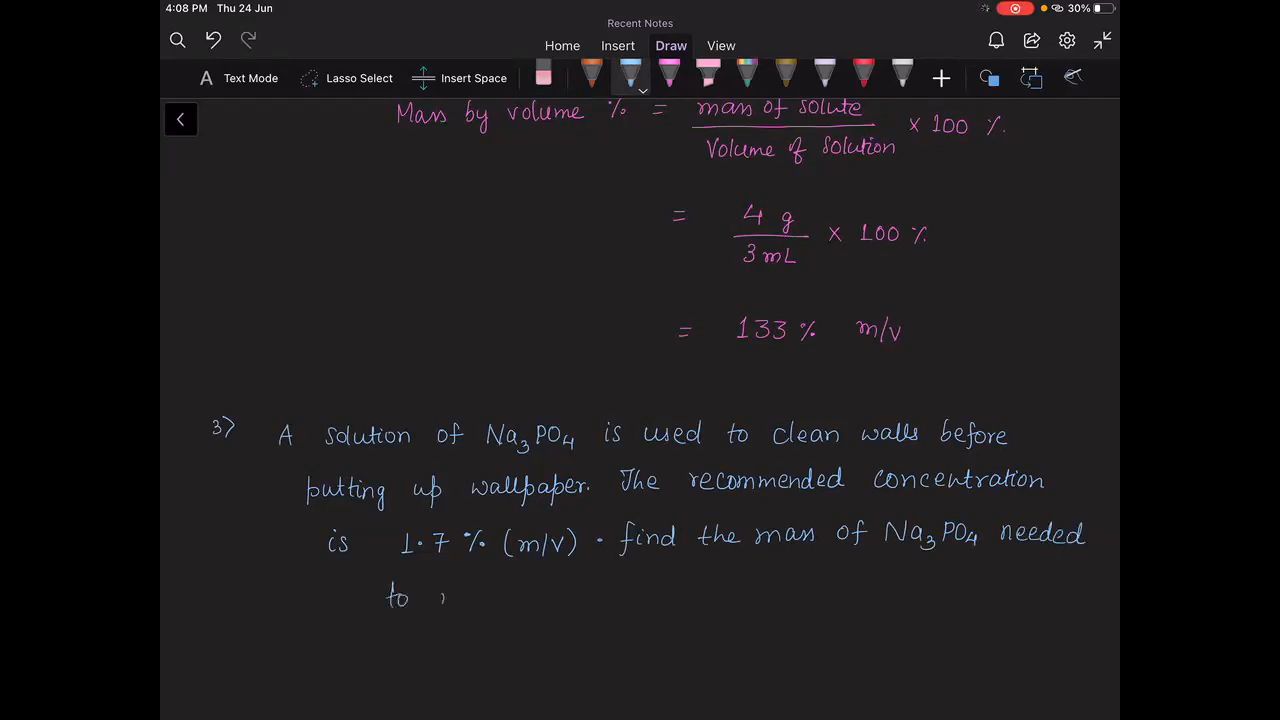 4:08 PM Thu 24 Jun
30%
Recent Notes
Home Insert Draw View
Text Mode Lasso Select Insert Space
Mass by volume % = mass of solute / Volume of solution × 100 %
= 4 g / 3 mL × 100 %
= 133 % m/v
3) A solution of Na₃PO₄ is used to clean walls before
putting up wallpaper. The recommended concentration
is 1.7 % (m/v). find the mass of Na₃PO₄ needed
to